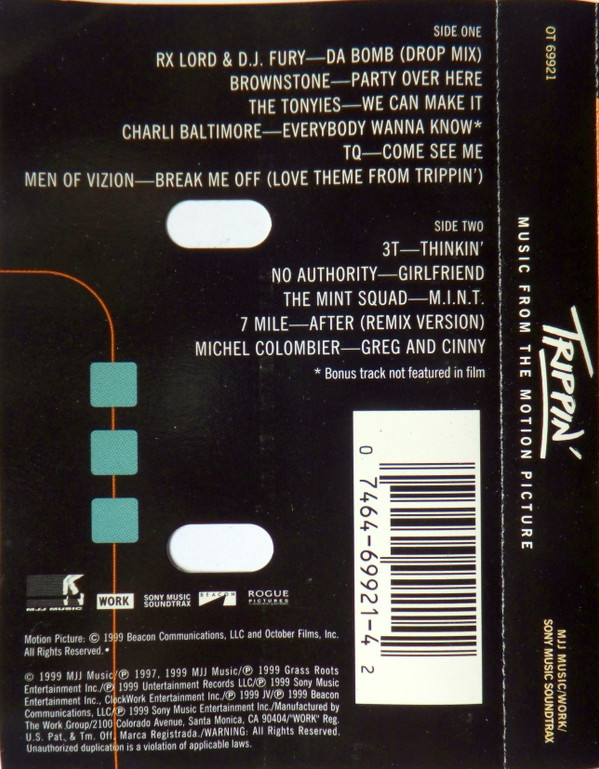 SIDE ONE
RX LORD & D.J. FURY—DA BOMB (DROP MIX)
BROWNSTONE—PARTY OVER HERE
THE TONYIES—WE CAN MAKE IT
CHARLI BALTIMORE—EVERYBODY WANNA KNOW*
TQ—COME SEE ME
MEN OF VIZION—BREAK ME OFF (LOVE THEME FROM TRIPPIN')
SIDE TWO
3T—THINKIN'
NO AUTHORITY—GIRLFRIEND
THE MINT SQUAD—M.I.N.T.
7 MILE—AFTER (REMIX VERSION)
MICHEL COLOMBIER—GREG AND CINNY
* Bonus track not featured in film
0 7464-69921-4 2
MJJ MUSIC
WORK
SONY MUSIC
SOUNDTRAX
BEACON
ROGUE
PICTURES
Motion Picture: © 1999 Beacon Communications, LLC and October Films, Inc.
All Rights Reserved.•
© 1999 MJJ Music/℗ 1997, 1999 MJJ Music/℗ 1999 Grass Roots
Entertainment Inc./℗ 1999 Untertainment Records LLC/℗ 1999 Sony Music
Entertainment Inc., ClockWork Entertainment Inc./℗ 1999 JV/℗ 1999 Beacon
Communications, LLC/℗ 1999 Sony Music Entertainment Inc./Manufactured by
The Work Group/2100 Colorado Avenue, Santa Monica, CA 90404/"WORK" Reg.
U.S. Pat. & Tm. Off. Marca Registrada./WARNING: All Rights Reserved.
Unauthorized duplication is a violation of applicable laws.
OT 69921
TRIPPIN'
MUSIC FROM THE MOTION PICTURE
MJJ MUSIC/WORK/
SONY MUSIC SOUNDTRAX